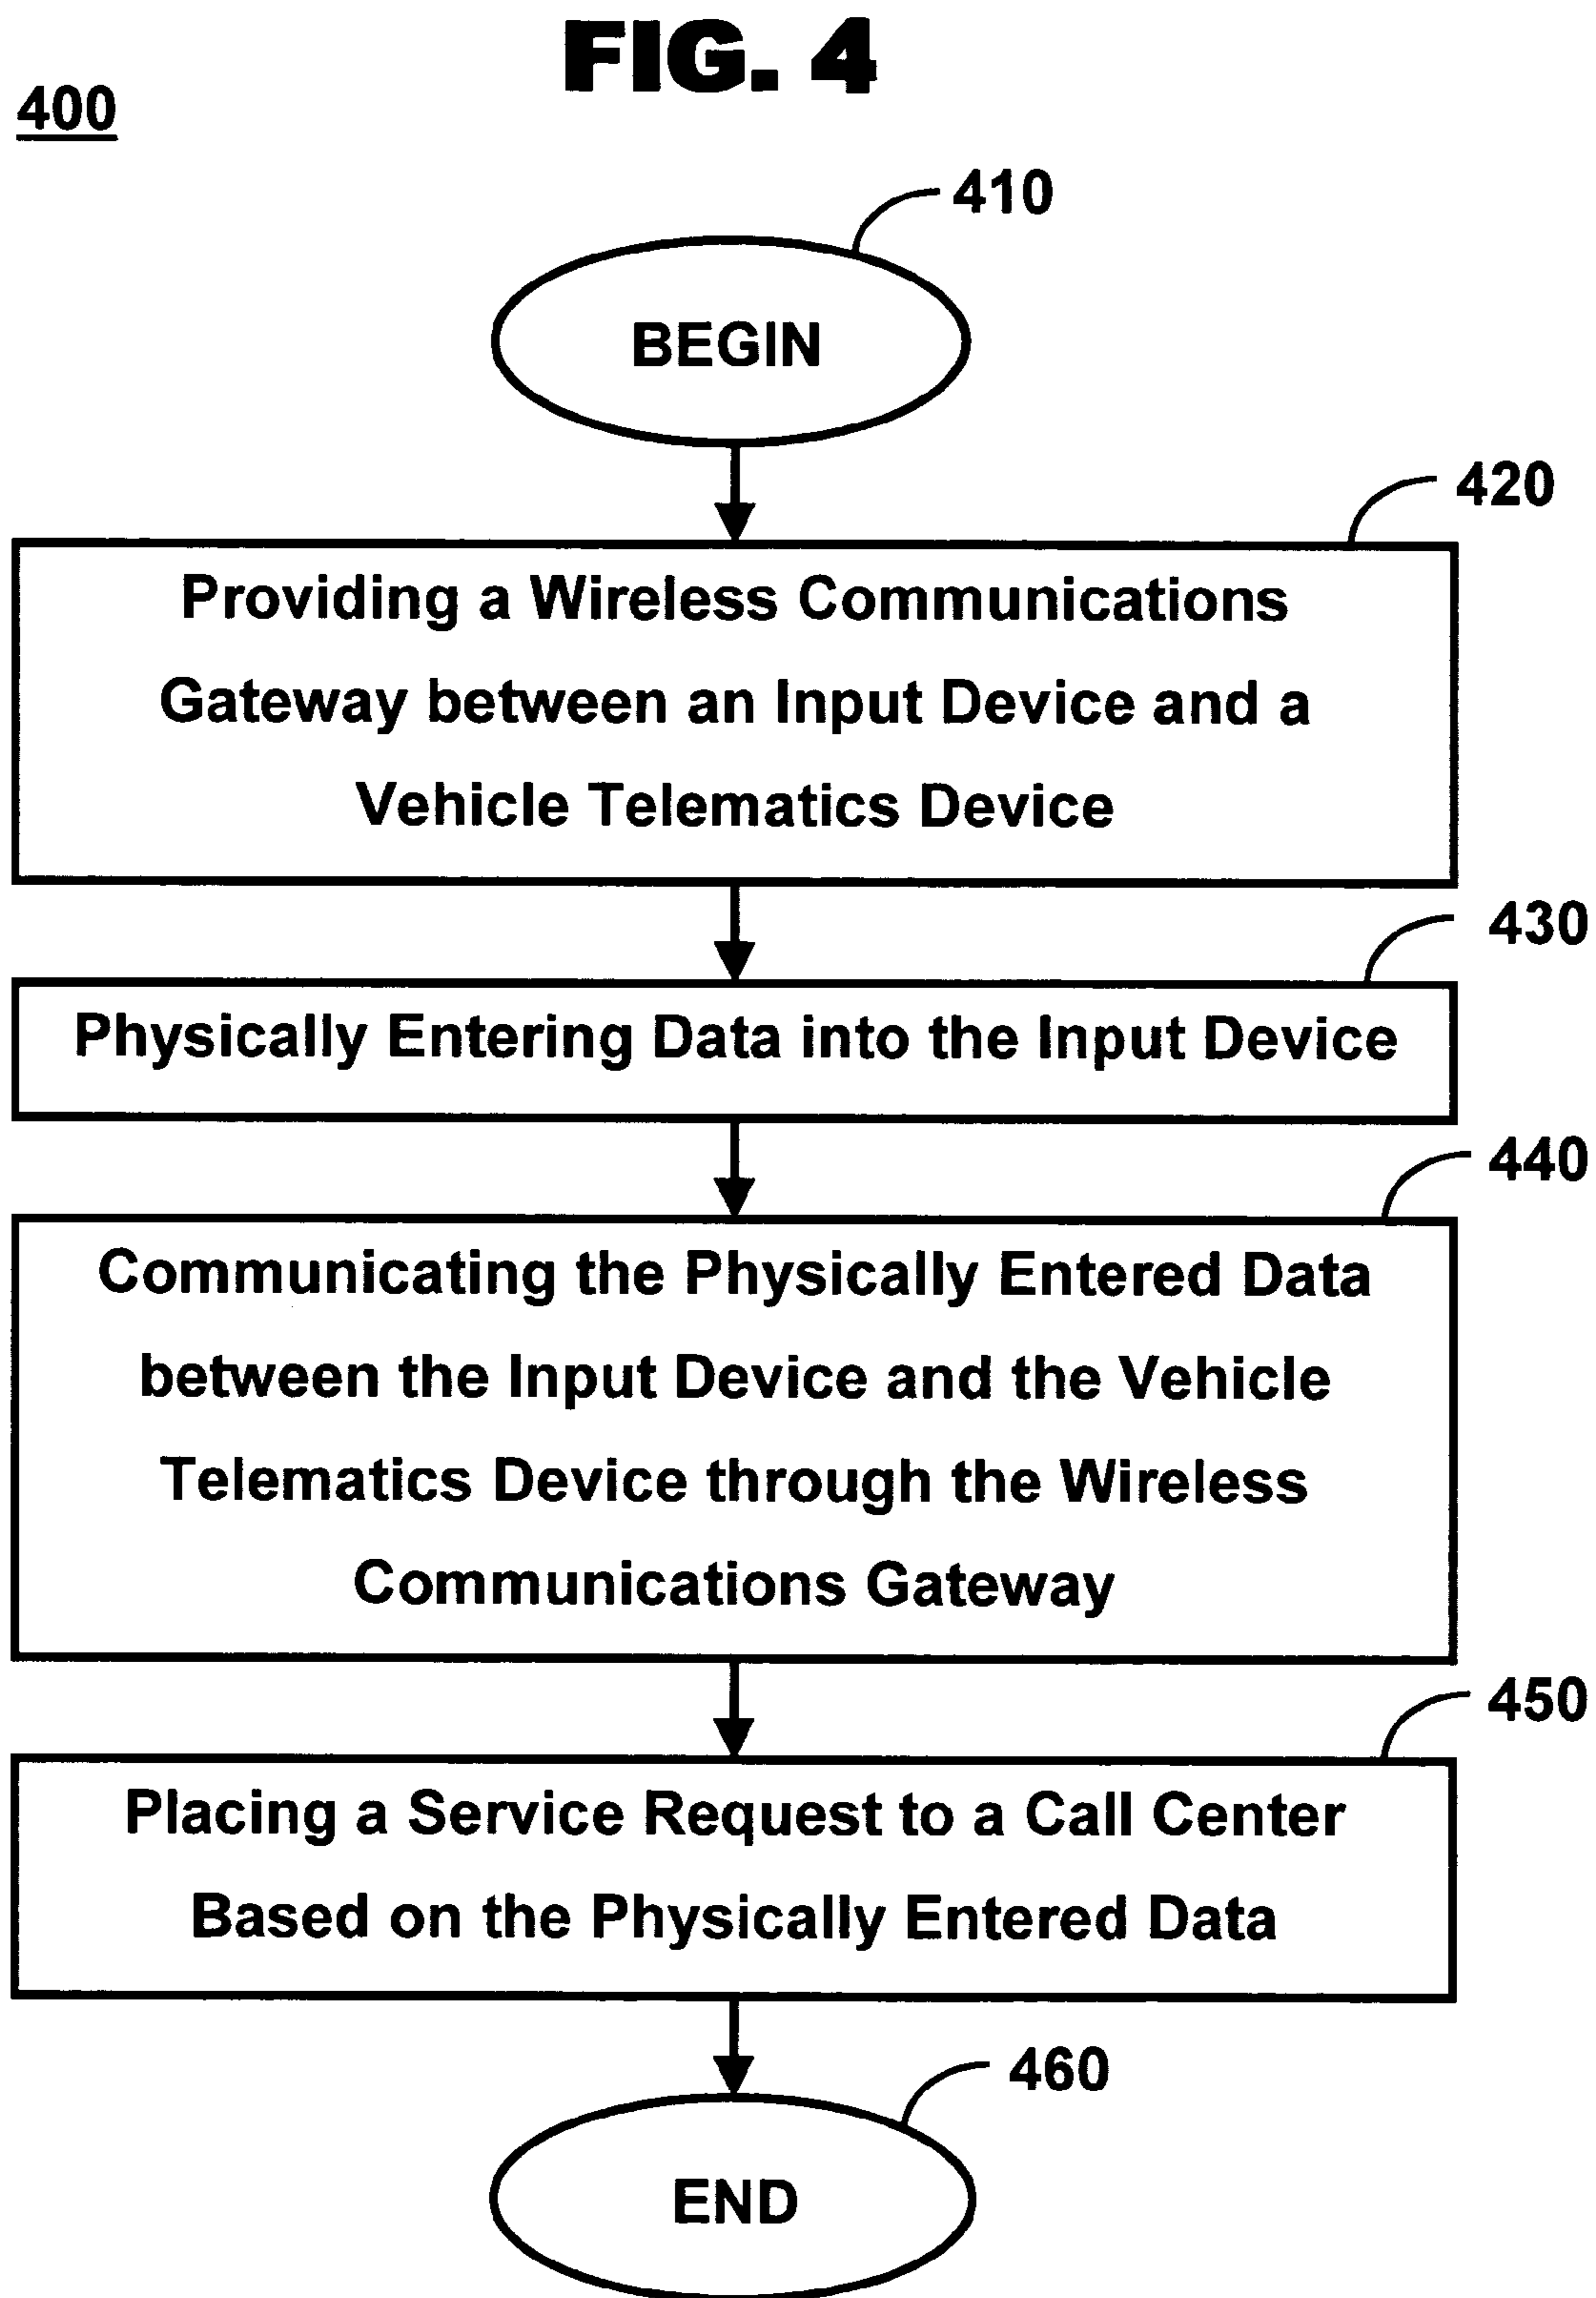 FIG. 4
400
410
BEGIN
420
Providing a Wireless Communications
Gateway between an Input Device and a
Vehicle Telematics Device
430
Physically Entering Data into the Input Device
440
Communicating the Physically Entered Data
between the Input Device and the Vehicle
Telematics Device through the Wireless
Communications Gateway
450
Placing a Service Request to a Call Center
Based on the Physically Entered Data
460
END